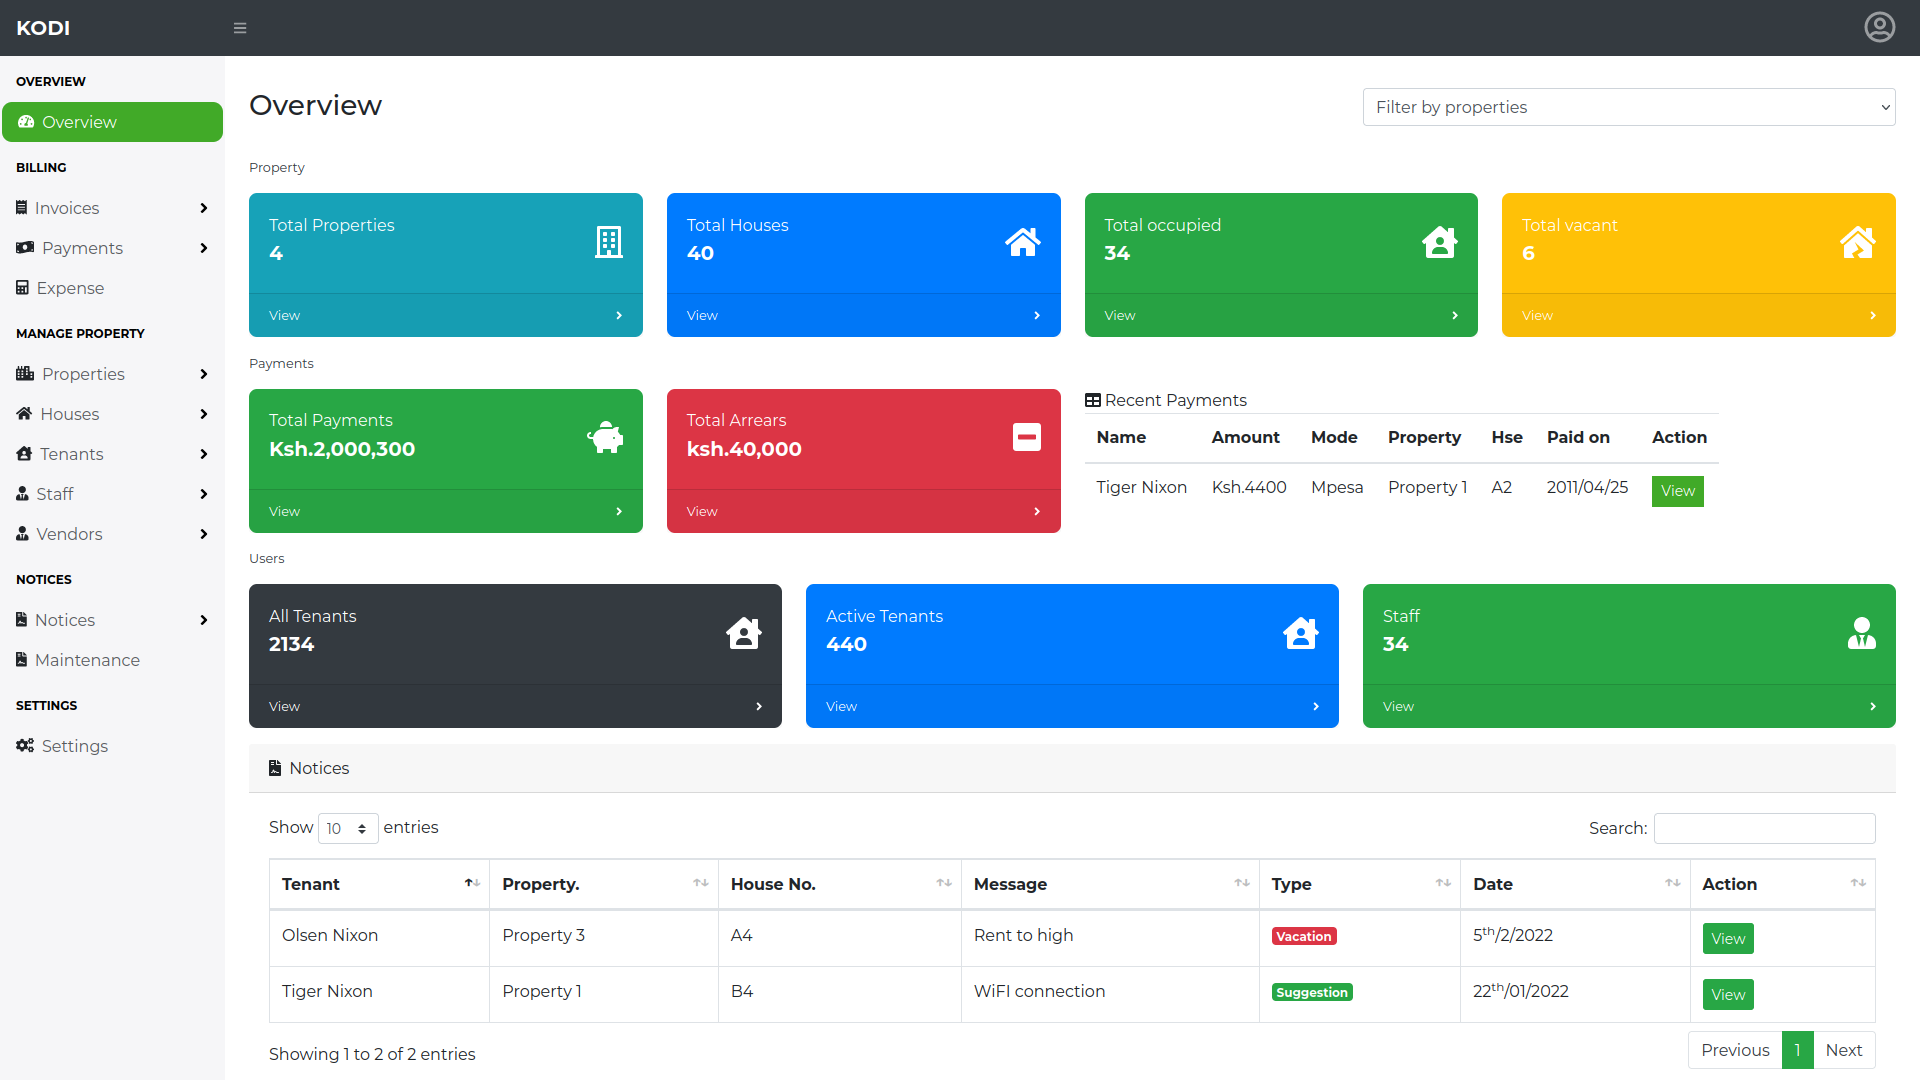 KODI
OVERVIEW
Overview
BILLING
Invoices
Payments
Expense
MANAGE PROPERTY
Properties
Houses
Tenants
Staff
Vendors
NOTICES
Notices
Maintenance
SETTINGS
Settings
Overview
Filter by properties
Property
Total Properties
4
View
Total Houses
40
View
Total occupied
34
View
Total vacant
6
View
Payments
Total Payments
Ksh.2,000,300
View
Total Arrears
ksh.40,000
View
Recent Payments
Name Amount Mode Property Hse Paid on Action
Tiger Nixon Ksh.4400 Mpesa Property 1 A2 2011/04/25 View
Users
All Tenants
2134
View
Active Tenants
440
View
Staff
34
View
Notices
Show 10 entries
Search:
Tenant Property. House No. Message Type Date Action
Olsen Nixon Property 3 A4 Rent to high Vacation 5th/2/2022 View
Tiger Nixon Property 1 B4 WiFI connection Suggestion 22th/01/2022 View
Showing 1 to 2 of 2 entries
Previous 1 Next